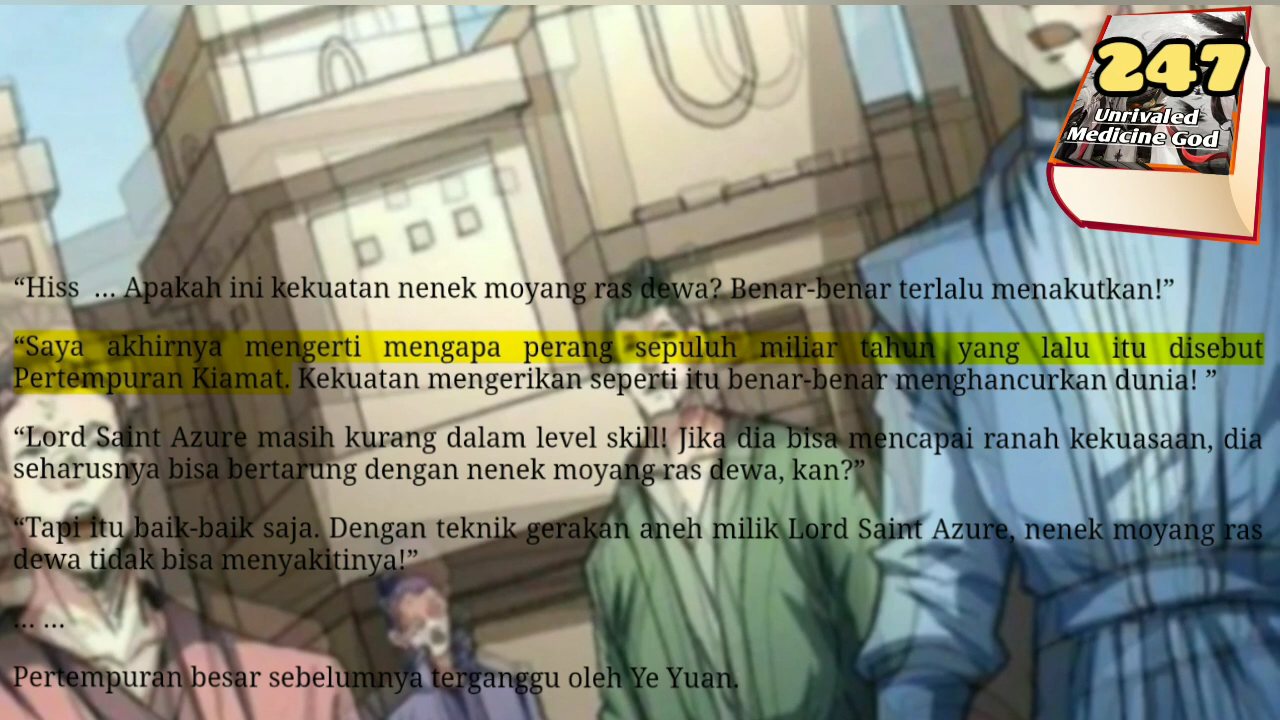 247
Unrivaled
Medicine God
“Hiss ... Apakah ini kekuatan nenek moyang ras dewa? Benar-benar terlalu menakutkan!”
“Saya akhirnya mengerti mengapa perang sepuluh miliar tahun yang lalu itu disebut
Pertempuran Kiamat. Kekuatan mengerikan seperti itu benar-benar menghancurkan dunia! ”
“Lord Saint Azure masih kurang dalam level skill! Jika dia bisa mencapai ranah kekuasaan, dia
seharusnya bisa bertarung dengan nenek moyang ras dewa, kan?”
“Tapi itu baik-baik saja. Dengan teknik gerakan aneh milik Lord Saint Azure, nenek moyang ras
dewa tidak bisa menyakitinya!”
... ...
Pertempuran besar sebelumnya terganggu oleh Ye Yuan.